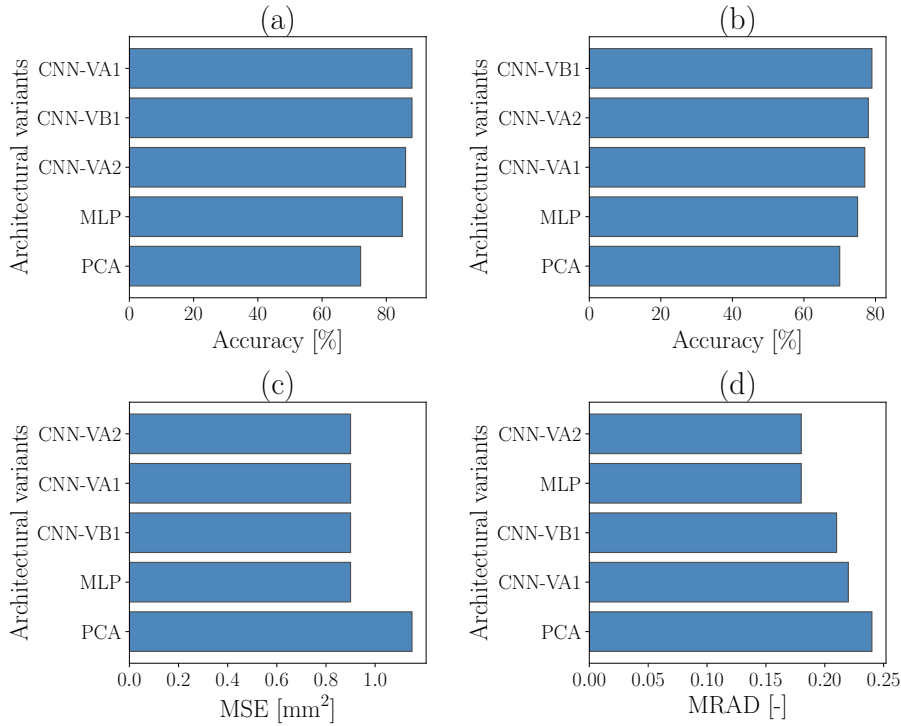 (a)
Architectural variants
CNN-VA1
CNN-VB1
CNN-VA2
MLP
PCA
0 20 40 60 80
Accuracy [%]
(b)
Architectural variants
CNN-VB1
CNN-VA2
CNN-VA1
MLP
PCA
0 20 40 60 80
Accuracy [%]
(c)
Architectural variants
CNN-VA2
CNN-VA1
CNN-VB1
MLP
PCA
0.0 0.2 0.4 0.6 0.8 1.0
MSE [mm²]
(d)
Architectural variants
CNN-VA2
MLP
CNN-VB1
CNN-VA1
PCA
0.00 0.05 0.10 0.15 0.20 0.25
MRAD [-]